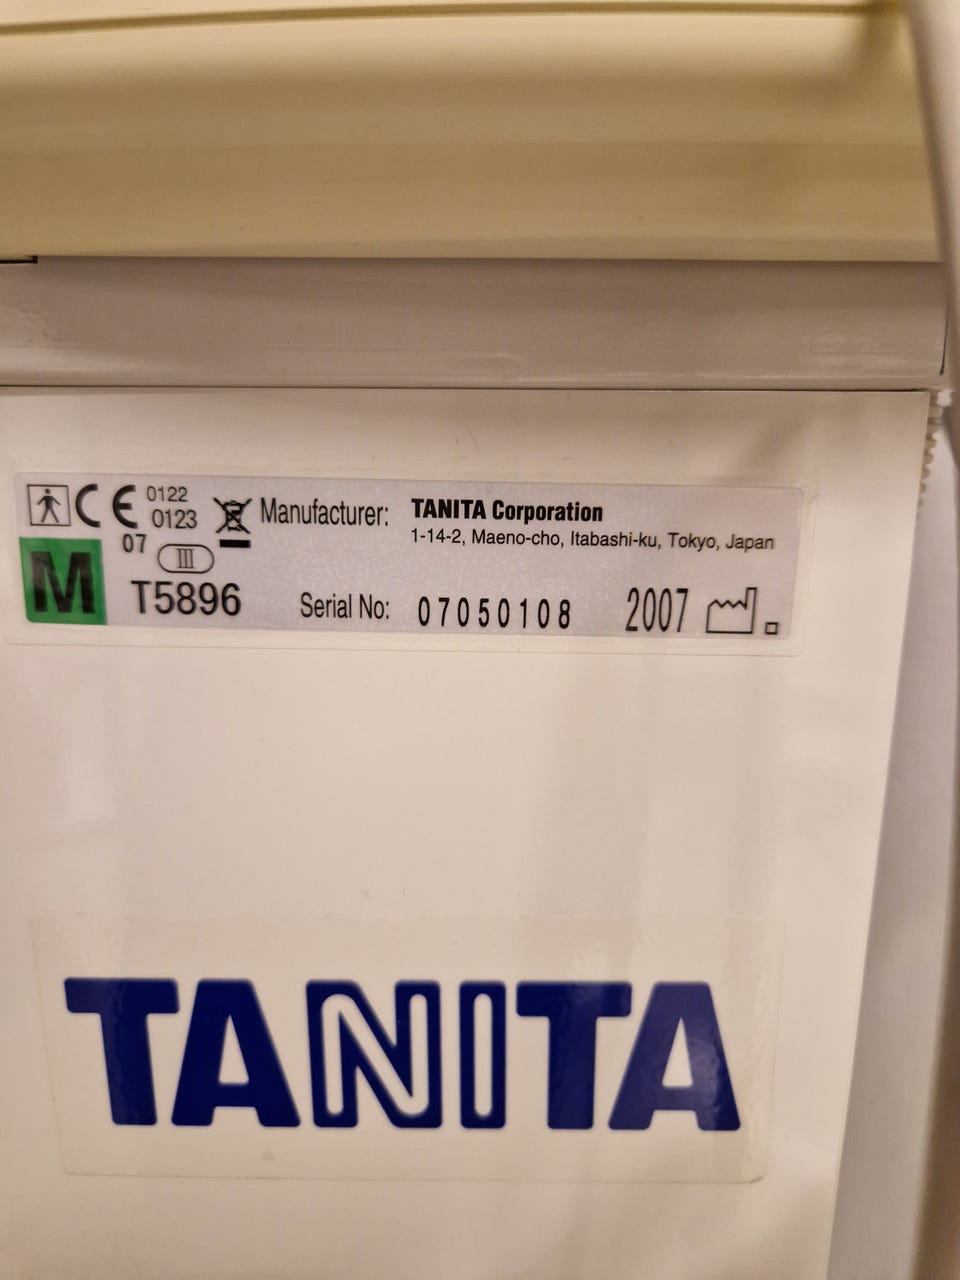 CE 0122
0123
Manufacturer: TANITA Corporation
1-14-2, Maeno-cho, Itabashi-ku, Tokyo, Japan
M
07
III
T5896
Serial No: 07050108
2007
TANITA